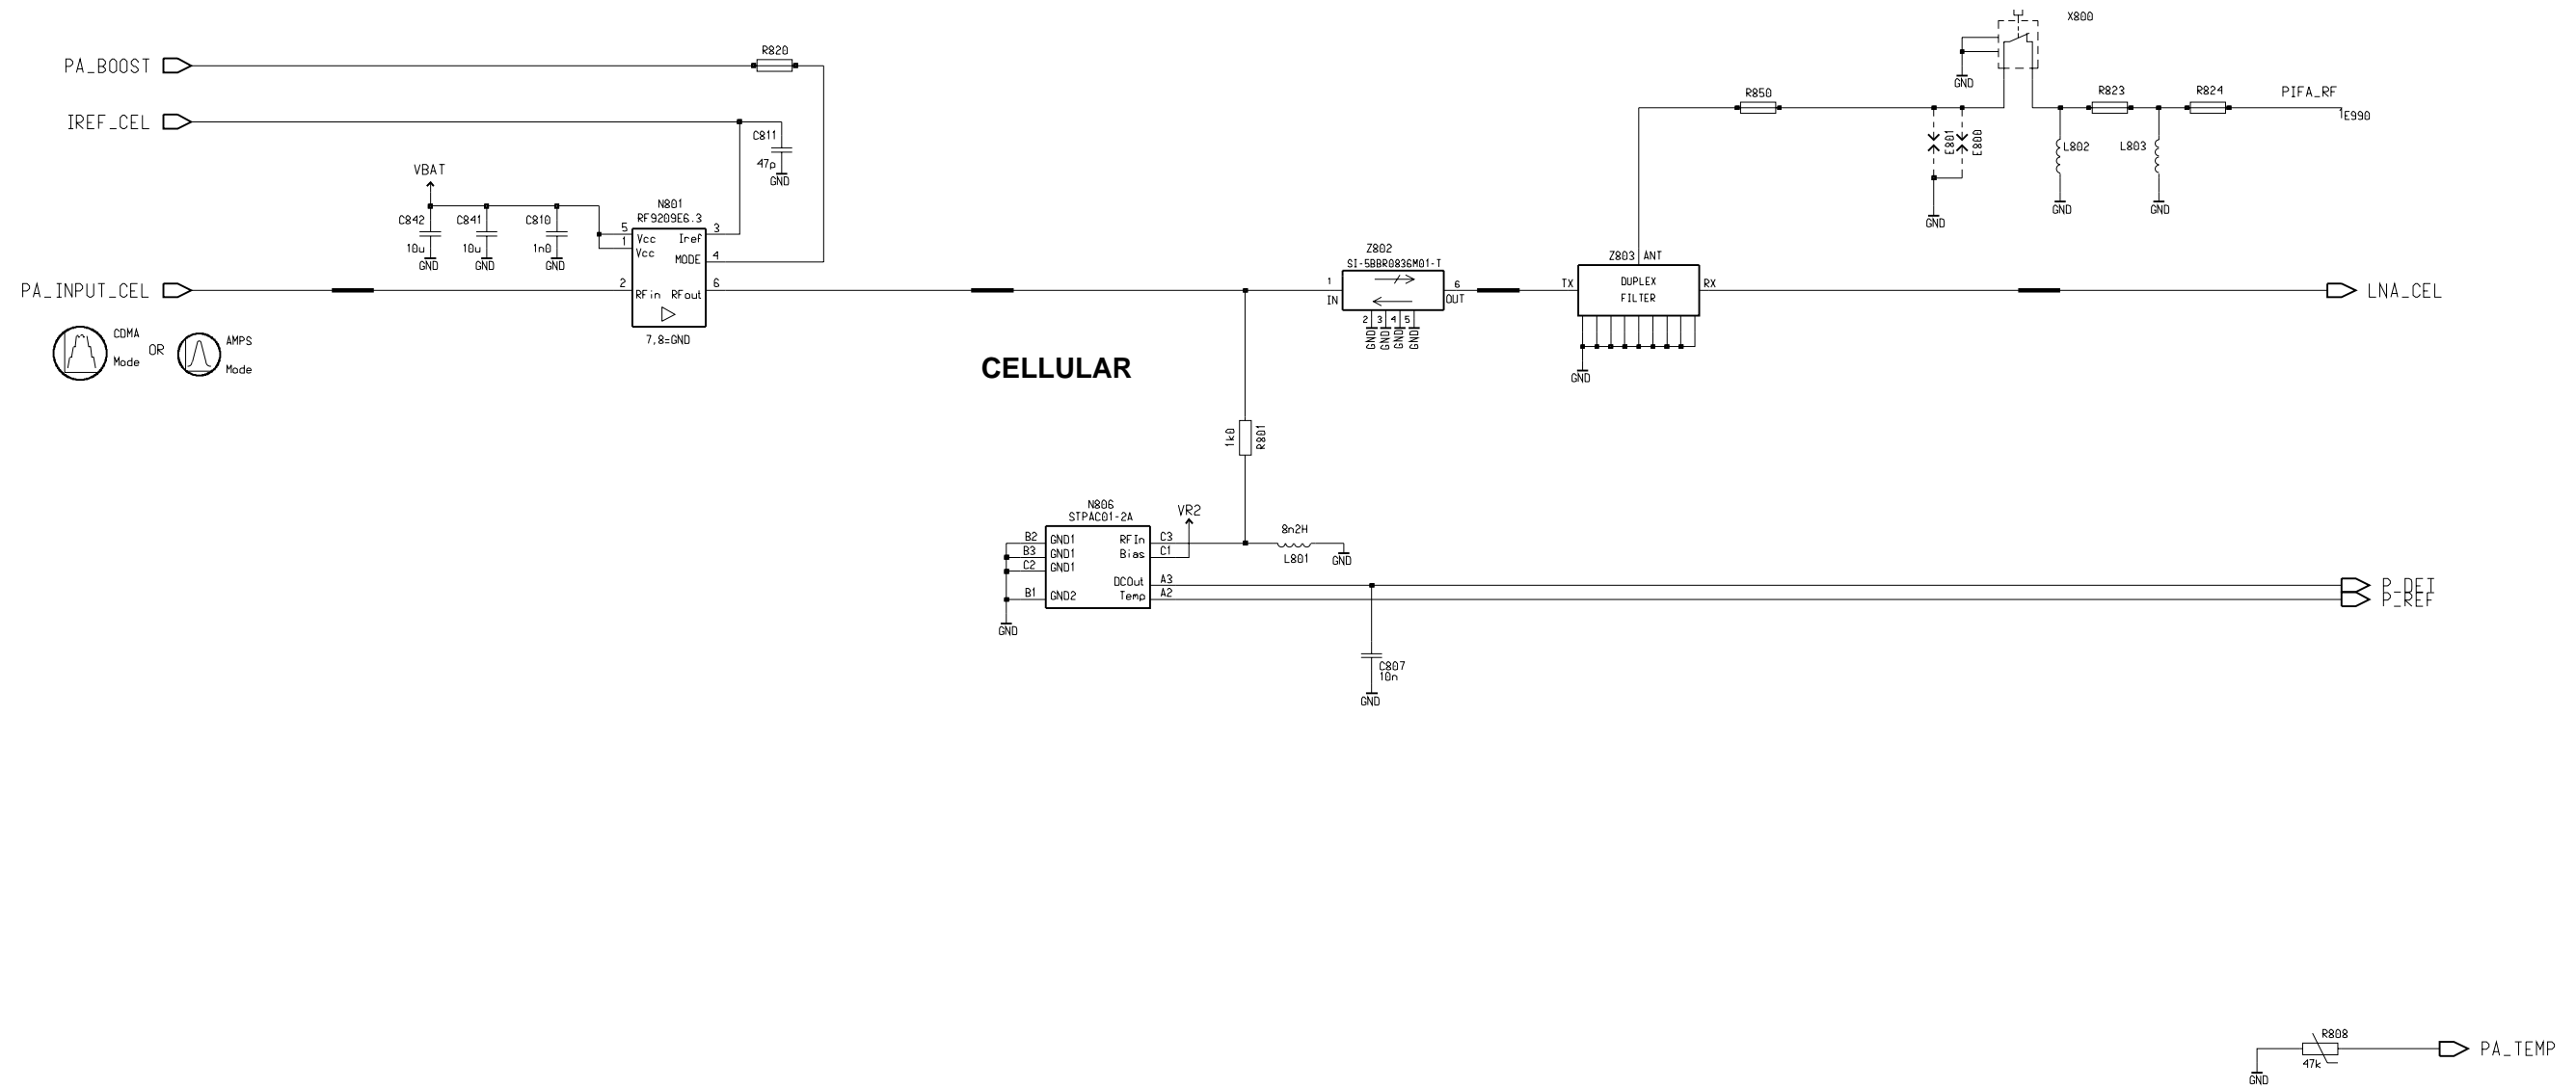 X800
PA_BOOST
R820
GND
R850
R823
R824
PIFA_RF
E990
IREF_CEL
C811
47p
GND
E801
E800
L802
L803
GND
GND
GND
VBAT
C842
10u
GND
C841
10u
GND
C810
1n0
GND
N801
RF9209E6.3
5 Vcc
1 Vcc
Iref 3
MODE 4
2 RFin
RFout 6
7,8=GND
PA_INPUT_CEL
CDMA
Mode
OR
AMPS
Mode
CELLULAR
Z802
SI-5BBR0836M01-T
1
IN
6
OUT
2 3 4 5
GND GND GND GND
Z803 ANT
TX
DUPLEX
FILTER
RX
GND
LNA_CEL
1k0
R801
N806
STPAC01-2A
VR2
B2 GND1
B3 GND1
C2 GND1
B1 GND2
RFIn C3
Bias C1
DCOut A3
Temp A2
GND
8n2H
L801
GND
P_DET
P_REF
C807
10n
GND
R808
47k
GND
PA_TEMP